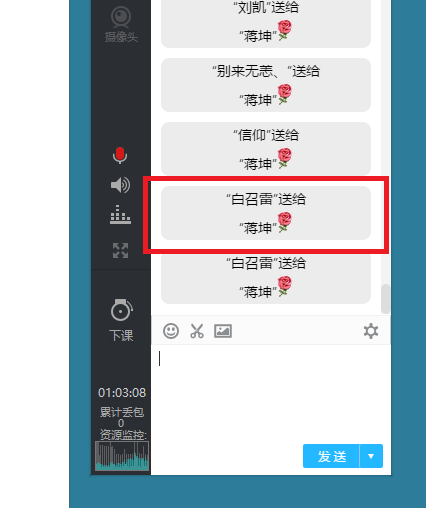 “刘凯”送给
“蒋坤”
“别来无恙、”送给
“蒋坤”
“信仰”送给
“蒋坤”
“白召雷”送给
“蒋坤”
“白召雷”送给
“蒋坤”
摄像头
下课
01:03:08
累计丢包
0
资源监控:
发送